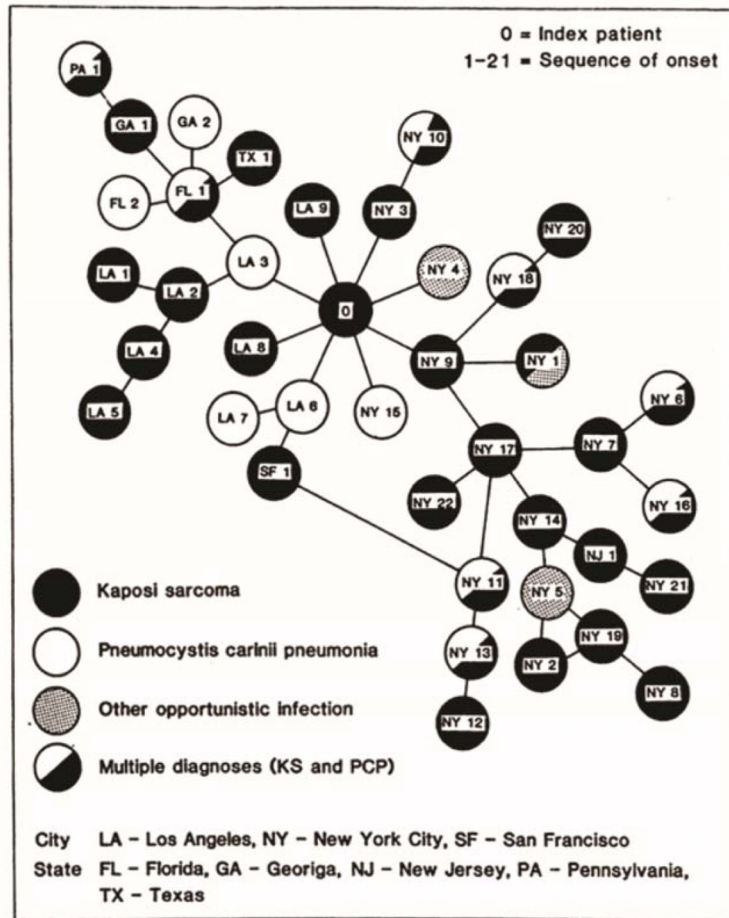 0 = Index patient
1-21 = Sequence of onset
PA 1
GA 1
GA 2
TX 1
FL 1
FL 2
NY 10
LA 9
NY 3
NY 20
LA 3
NY 4
NY 18
LA 1
LA 2
0
LA 4
LA 8
NY 9
NY 1
LA 5
LA 7
LA 6
NY 15
NY 6
NY 17
NY 7
SF 1
NY 22
NY 16
NY 14
NJ 1
NY 11
NY 5
NY 21
NY 13
NY 19
NY 2
NY 8
NY 12
Kaposi sarcoma
Pneumocystis carinii pneumonia
Other opportunistic infection
Multiple diagnoses (KS and PCP)
City LA - Los Angeles, NY - New York City, SF - San Francisco
State FL - Florida, GA - Georiga, NJ - New Jersey, PA - Pennsylvania,
TX - Texas